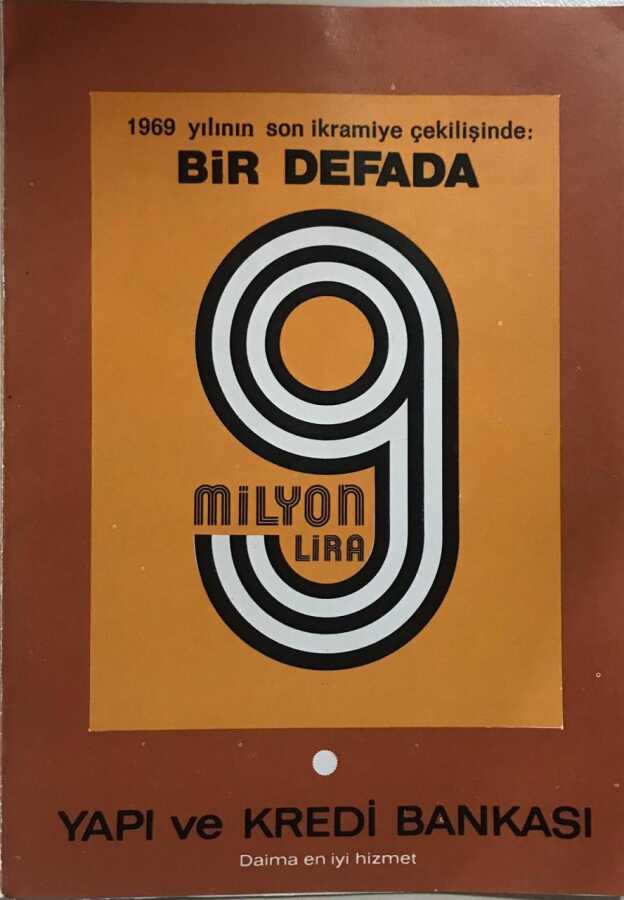 1969 yılının son ikramiye çekilişinde:
BiR DEFADA
9
MiLYON
LiRA
YAPI ve KREDİ BANKASI
Daima en iyi hizmet